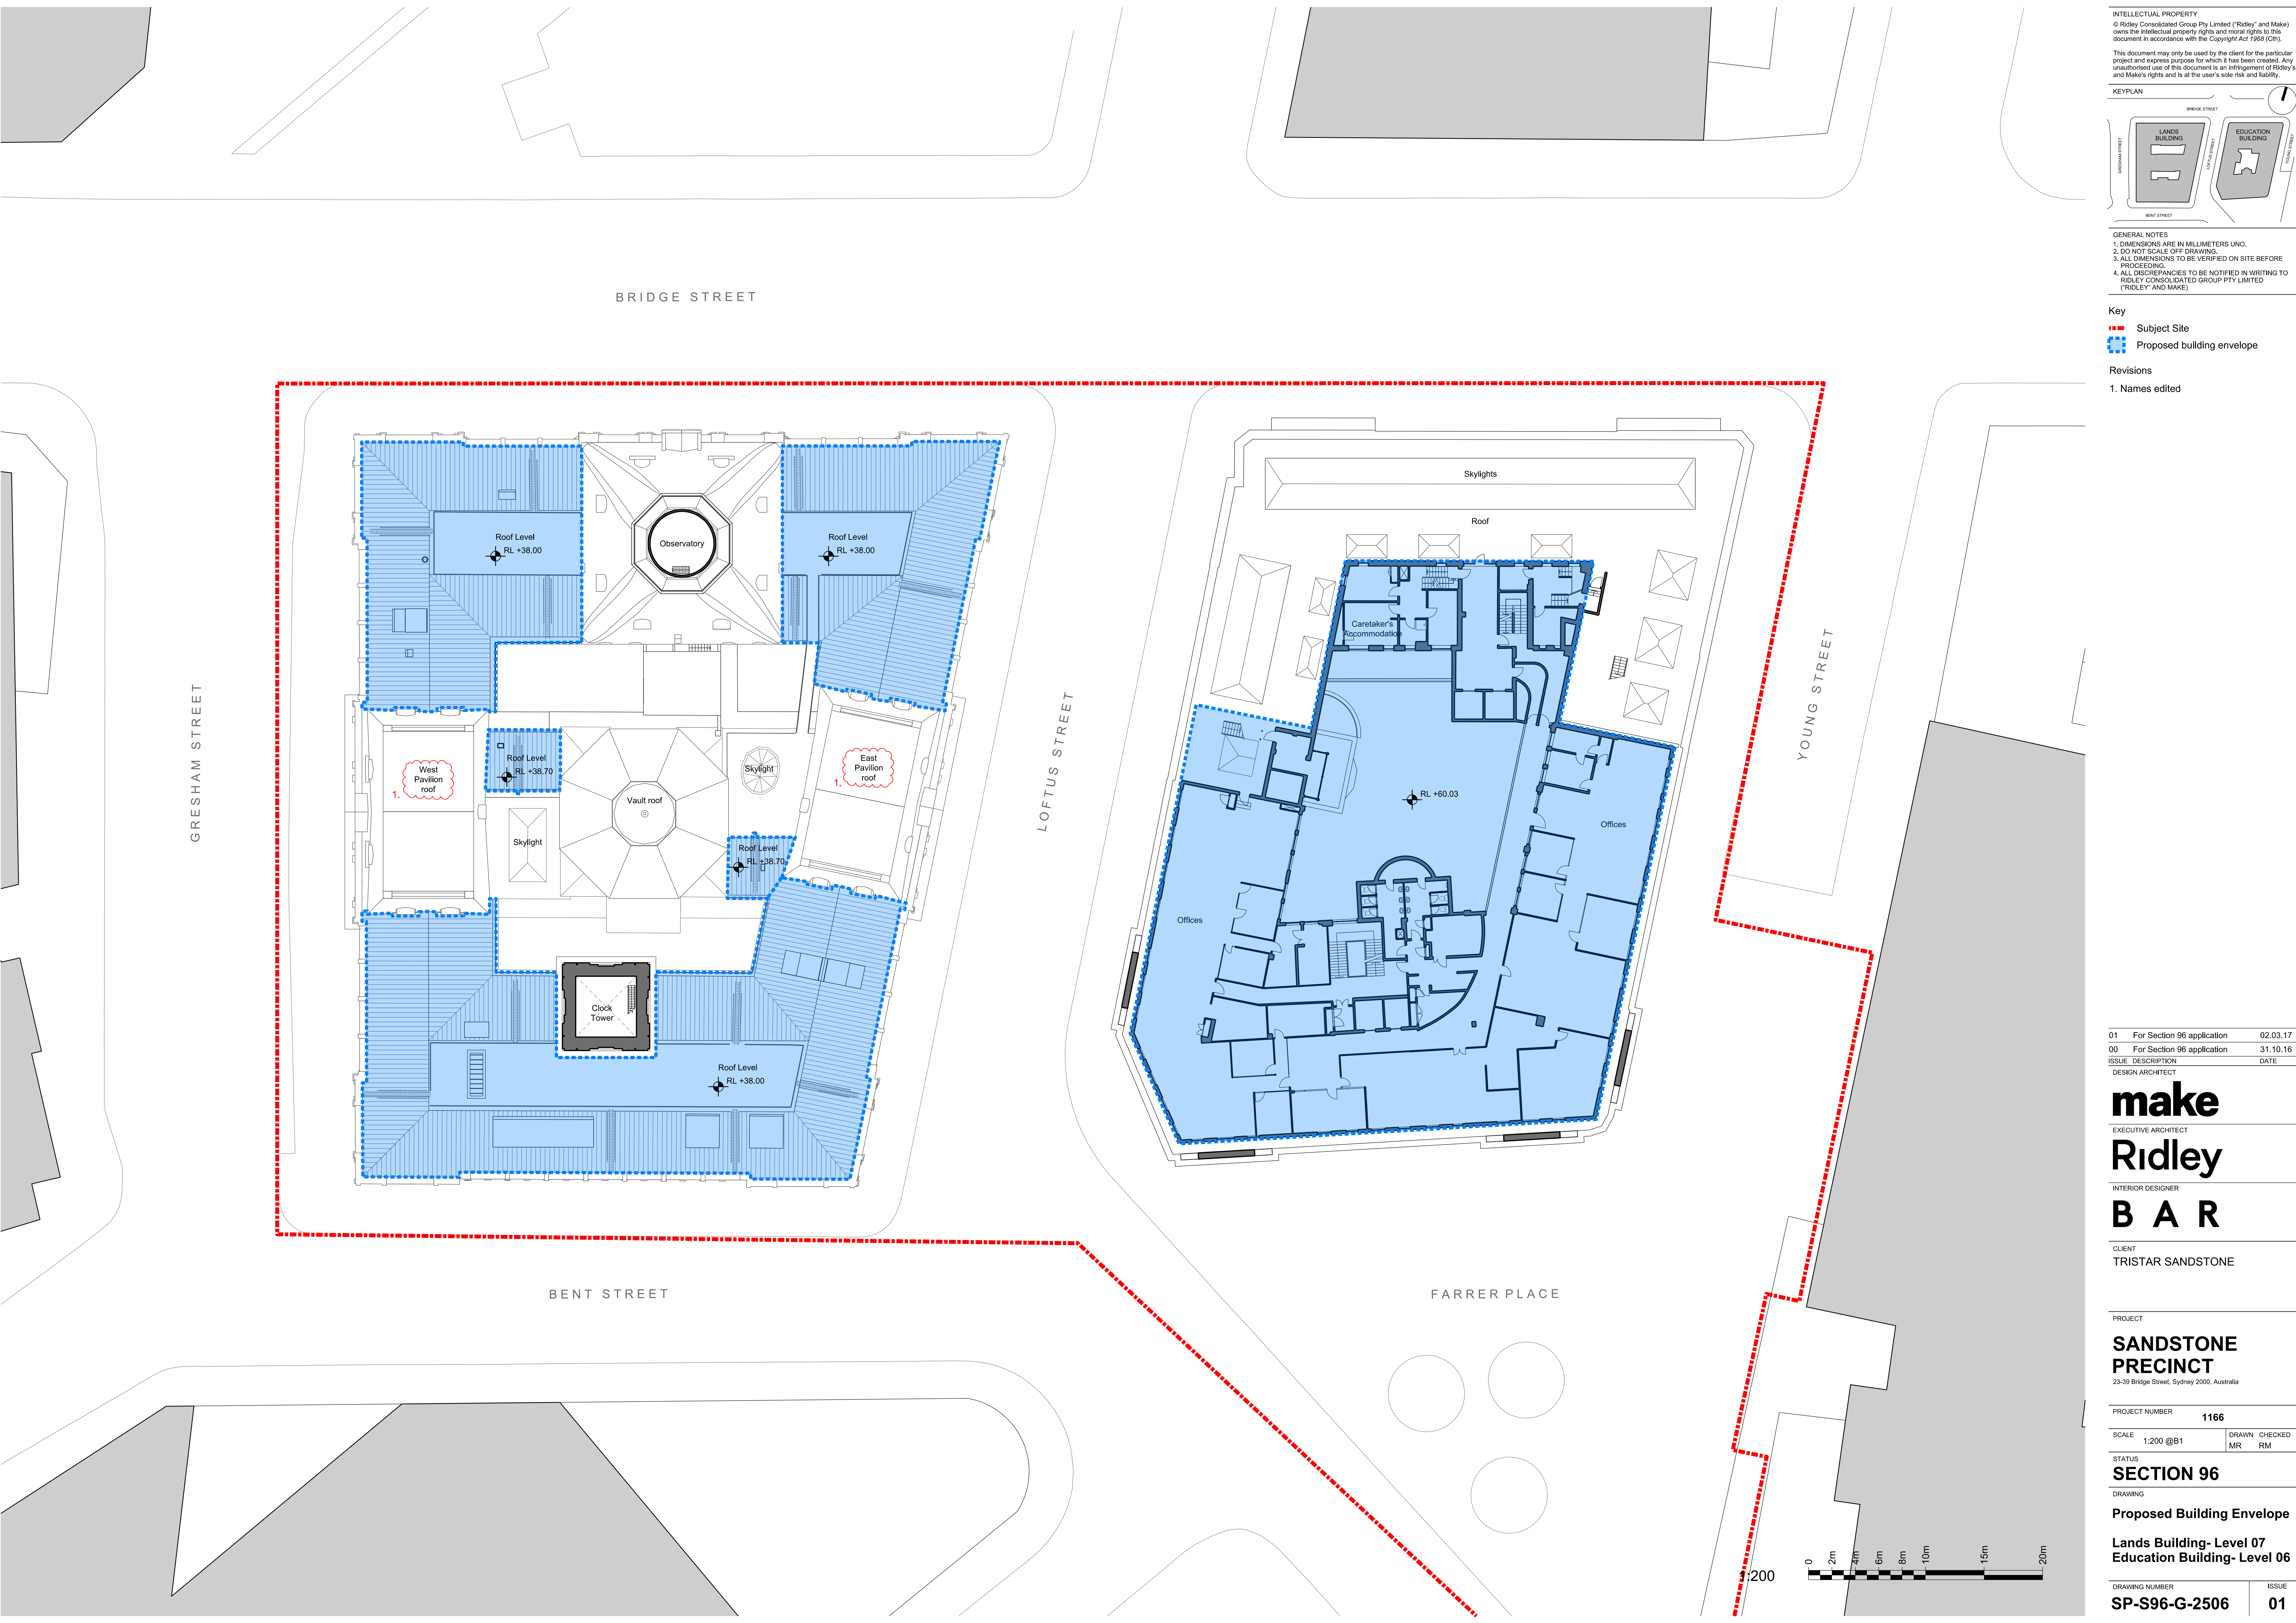 BRIDGE STREET
GRESHAM STREET
LOFTUS STREET
YOUNG STREET
BENT STREET
FARRER PLACE
Roof Level
RL +38.00
Observatory
Roof Level
RL +38.00
West
Pavilion
roof
1.
Roof Level
RL +38.70
Skylight
Vault roof
Skylight
East
Pavilion
roof
1.
Roof Level
RL +38.70
Clock
Tower
Roof Level
RL +38.00
Skylights
Roof
Caretaker's
Accommodation
RL +60.03
Offices
Offices
1:200
0
2m
4m
6m
8m
10m
15m
20m
INTELLECTUAL PROPERTY
© Ridley Consolidated Group Pty Limited ("Ridley" and Make)
owns the intellectual property rights and moral rights to this
document in accordance with the Copyright Act 1968 (Cth).
This document may only be used by the client for the particular
project and express purpose for which it has been created. Any
unauthorised use of this document is an infringement of Ridley's
and Make's rights and is at the user's sole risk and liability.
KEYPLAN
BRIDGE STREET
GRESHAM STREET
LANDS
BUILDING
LOFTUS STREET
EDUCATION
BUILDING
YOUNG STREET
BENT STREET
GENERAL NOTES
1. DIMENSIONS ARE IN MILLIMETERS UNO.
2. DO NOT SCALE OFF DRAWING.
3. ALL DIMENSIONS TO BE VERIFIED ON SITE BEFORE
PROCEEDING.
4. ALL DISCREPANCIES TO BE NOTIFIED IN WRITING TO
RIDLEY CONSOLIDATED GROUP PTY LIMITED
("RIDLEY" AND MAKE)
Key
Subject Site
Proposed building envelope
Revisions
1. Names edited
01 For Section 96 application 02.03.17
00 For Section 96 application 31.10.16
ISSUE DESCRIPTION DATE
DESIGN ARCHITECT
make
EXECUTIVE ARCHITECT
Ridley
INTERIOR DESIGNER
BAR
CLIENT
TRISTAR SANDSTONE
PROJECT
SANDSTONE
PRECINCT
23-39 Bridge Street, Sydney 2000, Australia
PROJECT NUMBER
1166
SCALE
1:200 @B1
DRAWN CHECKED
MR RM
STATUS
SECTION 96
DRAWING
Proposed Building Envelope
Lands Building- Level 07
Education Building- Level 06
DRAWING NUMBER
SP-S96-G-2506
ISSUE
01